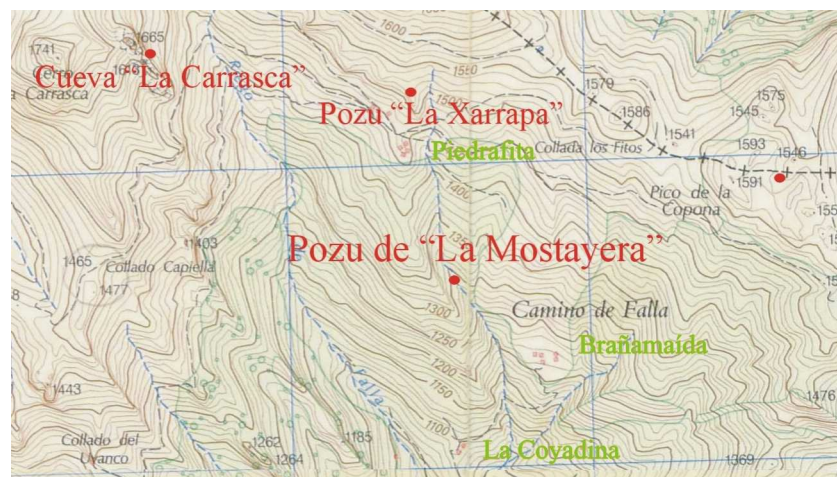 1665
1741
1600
Cueva “La Carrasca”
a Carrasca
1550
1579
1575
Pozu “La Xarrapa”
1500
1586
1545
1541
1593
1546
Piedrafita
Collada los Fitos
1591
Pico de la
Copona
1400
155
1403
Pozu de “La Mostayera”
1465
Collado Capiella
1477
1300
Camino de Falla
1250
Brañamaída
1200
Falla
1150
1443
1476
1185
1100
Collado del
Uvanco
1262
1264
La Coyadina
1369